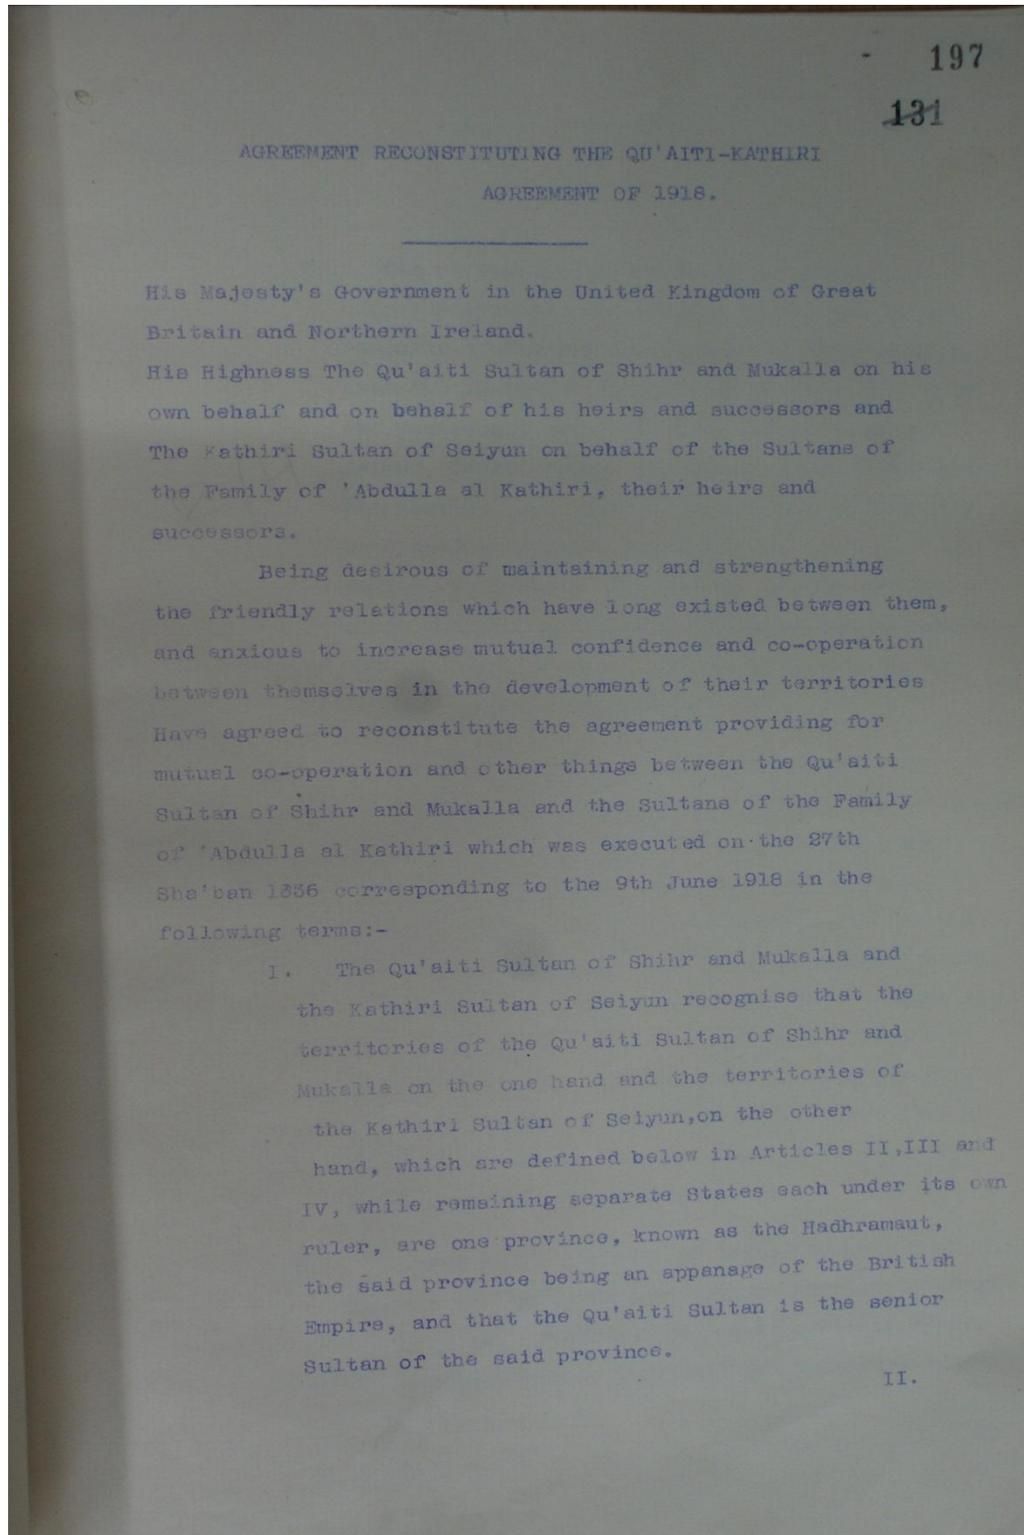 - 197
131
AGREEMENT RECONSTITUTING THE QU'AITI-KATHIRI
AGREEMENT OF 1918.
His Majesty's Government in the United Kingdom of Great
Britain and Northern Ireland.
His Highness The Qu'aiti Sultan of Shihr and Mukalla on his
own behalf and on behalf of his heirs and successors and
The Kathiri Sultan of Seiyun on behalf of the Sultans of
the Family of 'Abdulla al Kathiri, their heirs and
successors.
Being desirous of maintaining and strengthening
the friendly relations which have long existed between them,
and anxious to increase mutual confidence and co-operation
between themselves in the development of their territories
Have agreed to reconstitute the agreement providing for
mutual co-operation and other things between the Qu'aiti
Sultan of Shihr and Mukalla and the Sultans of the Family
of 'Abdulla al Kathiri which was executed on the 27th
Sha'ban 1336 corresponding to the 9th June 1918 in the
following terms:-
I. The Qu'aiti Sultan of Shihr and Mukalla and
the Kathiri Sultan of Seiyun recognise that the
territories of the Qu'aiti Sultan of Shihr and
Mukalla on the one hand and the territories of
the Kathiri Sultan of Seiyun,on the other
hand, which are defined below in Articles II,III and
IV, while remaining separate States each under its own
ruler, are one province, known as the Hadhramaut,
the said province being an appanage of the British
Empire, and that the Qu'aiti Sultan is the senior
Sultan of the said province.
II.